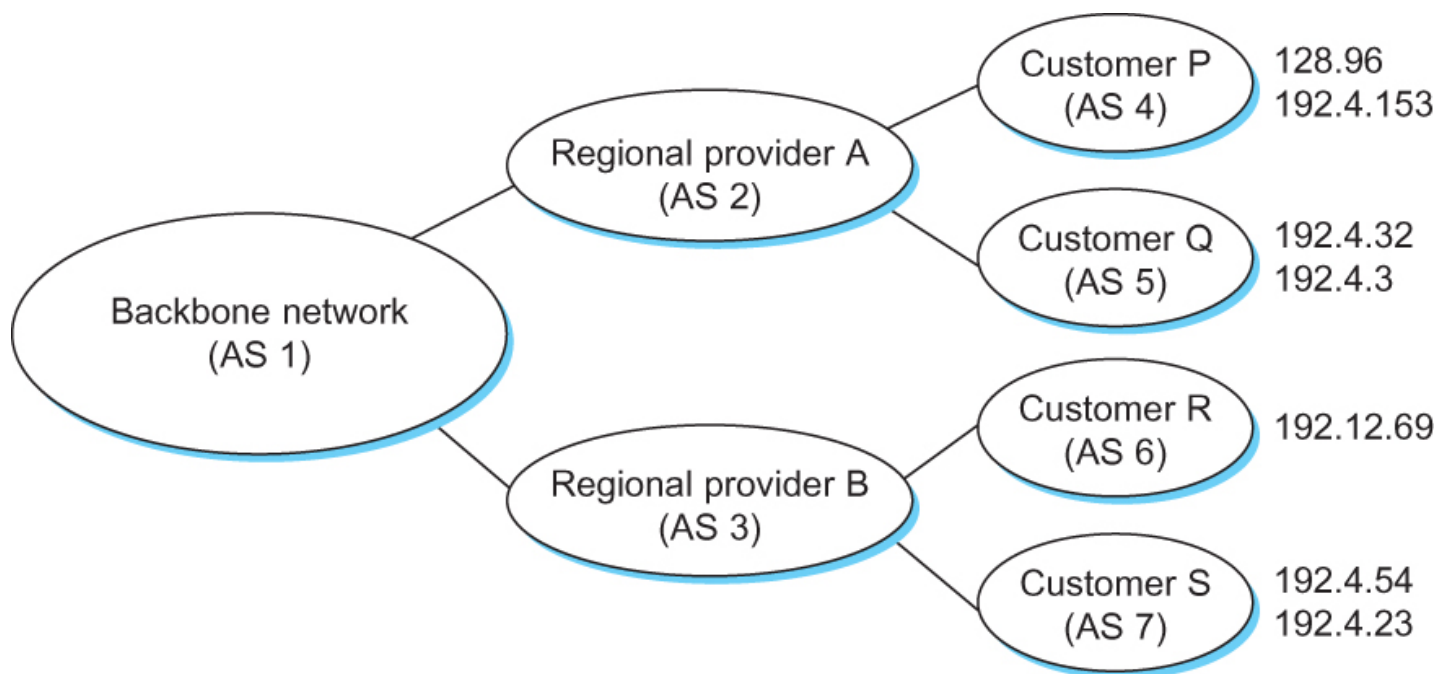 Backbone network
(AS 1)
Regional provider A
(AS 2)
Regional provider B
(AS 3)
Customer P
(AS 4)
128.96
192.4.153
Customer Q
(AS 5)
192.4.32
192.4.3
Customer R
(AS 6)
192.12.69
Customer S
(AS 7)
192.4.54
192.4.23